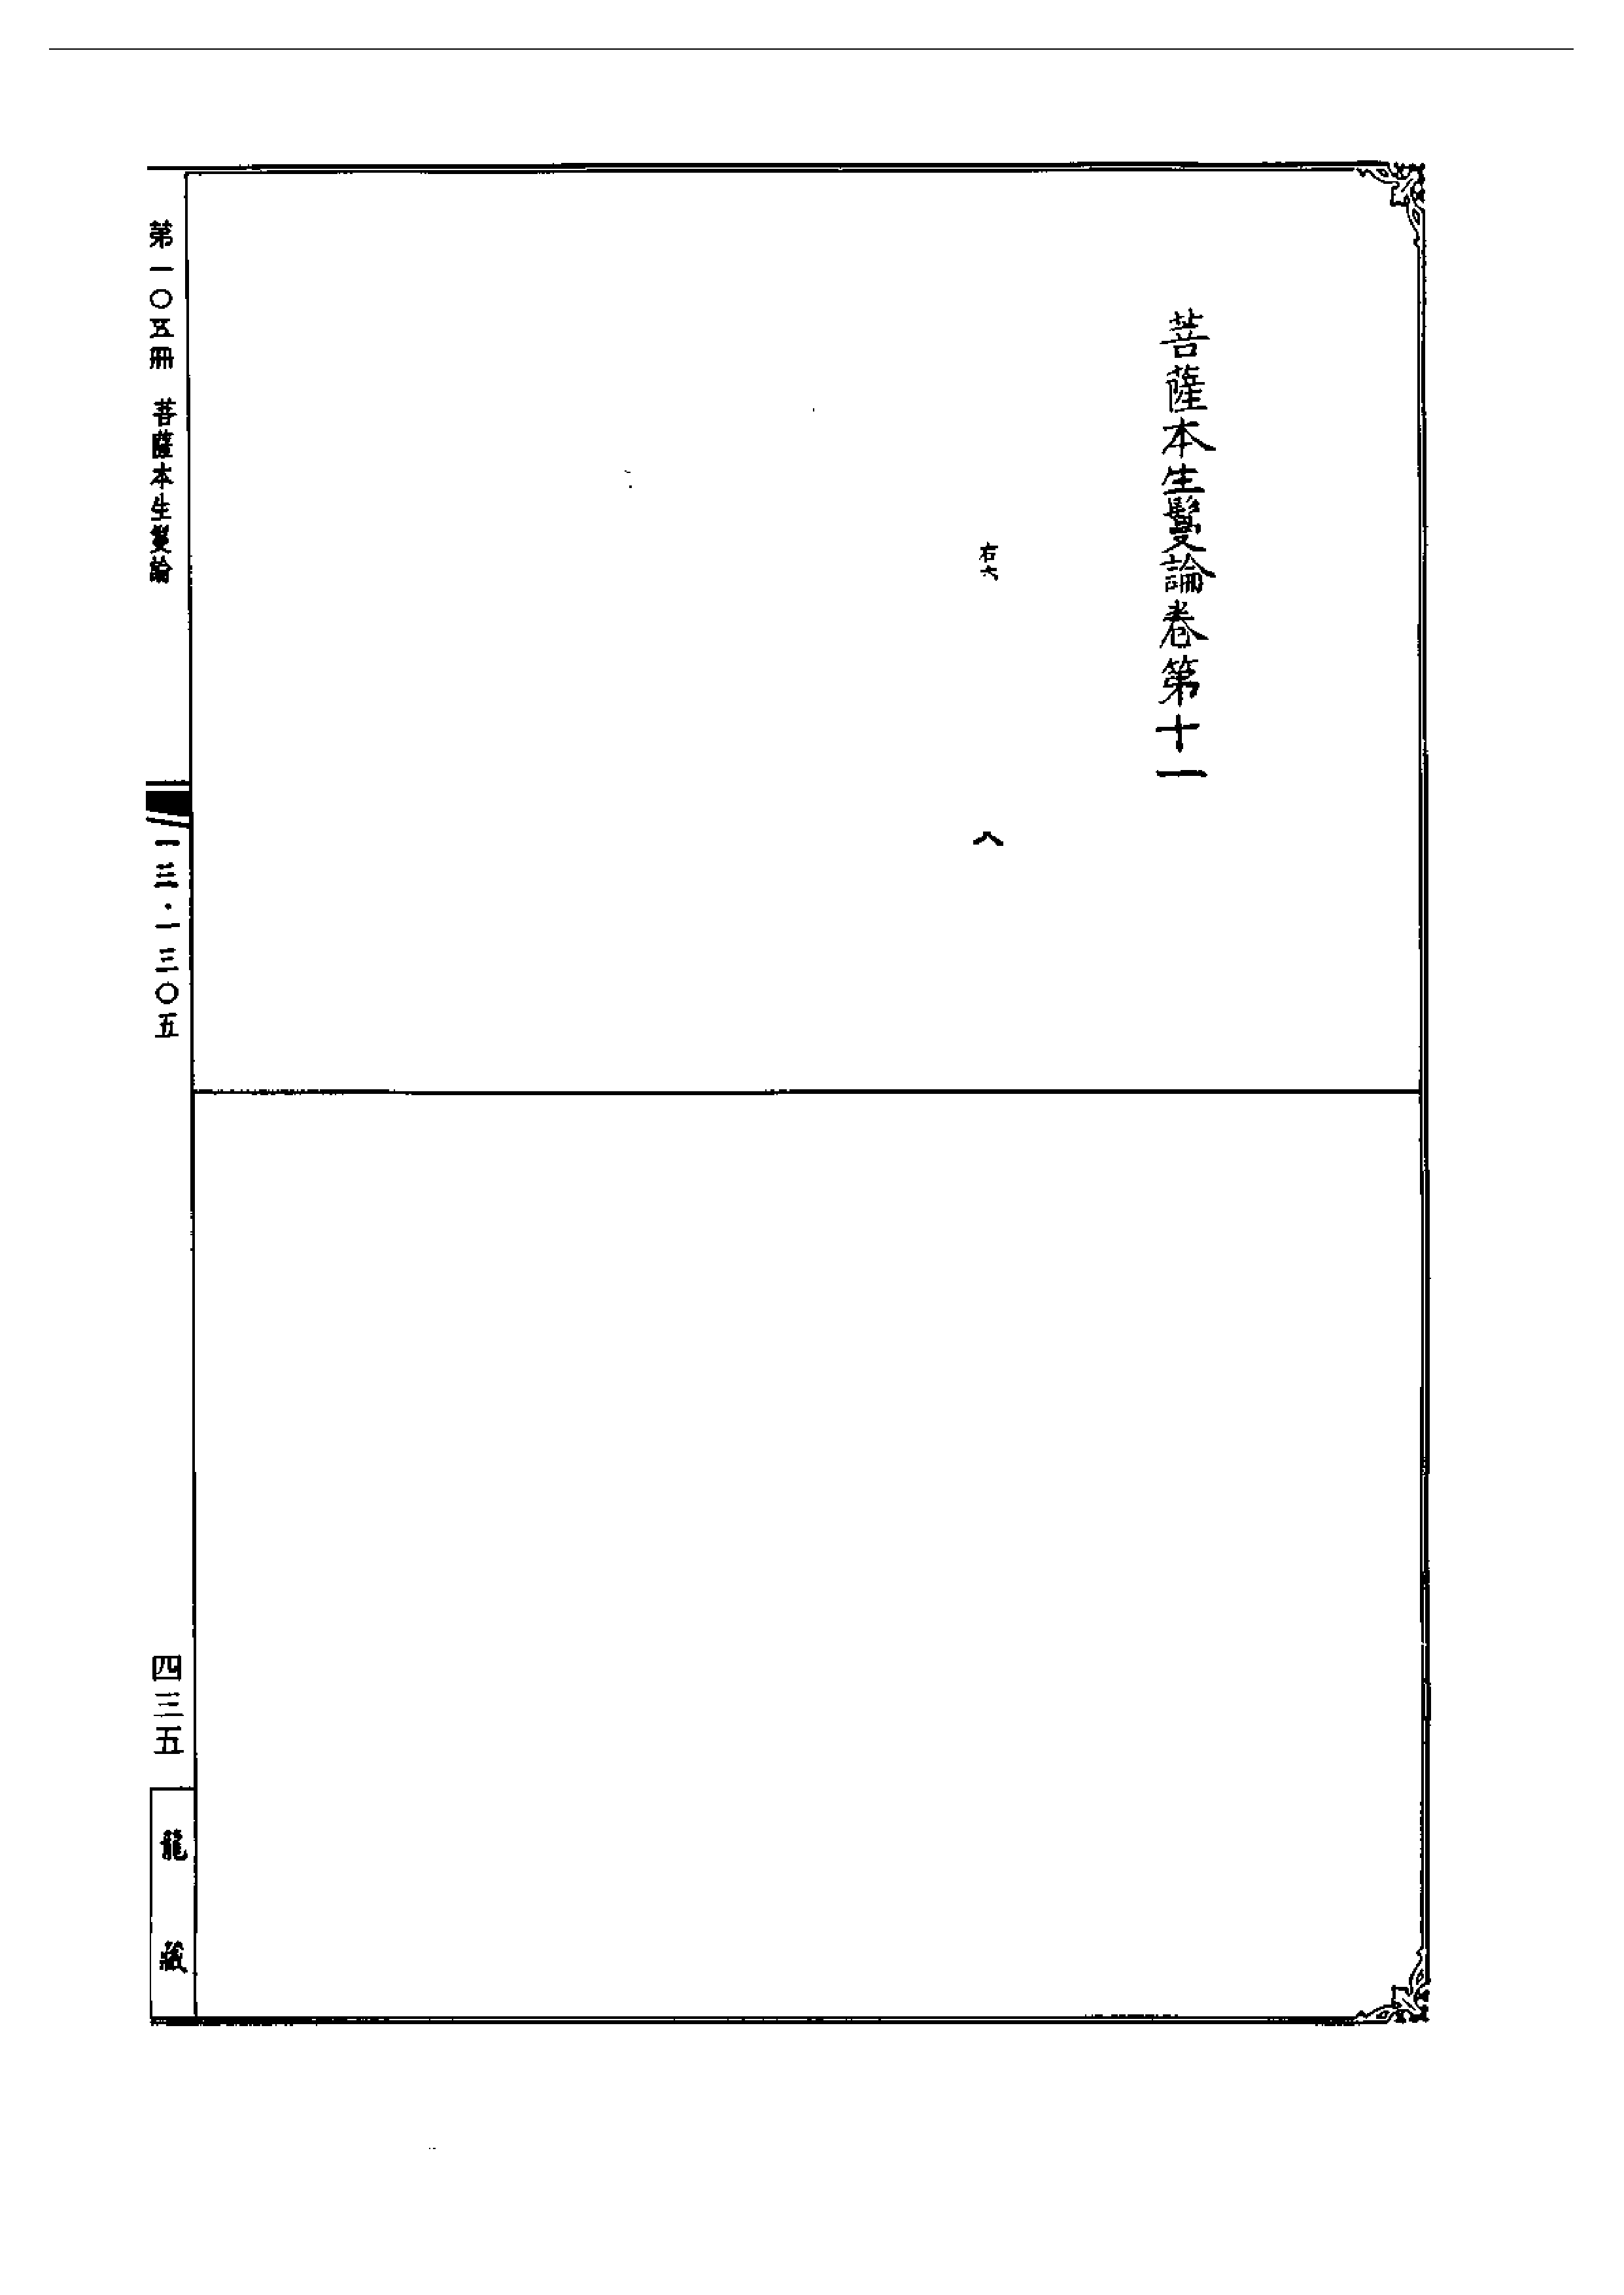 菩薩本生鬘論卷第十一
右六
八
第一〇五冊　菩薩本生鬘論
一三·一三〇五
四三五
龍藏